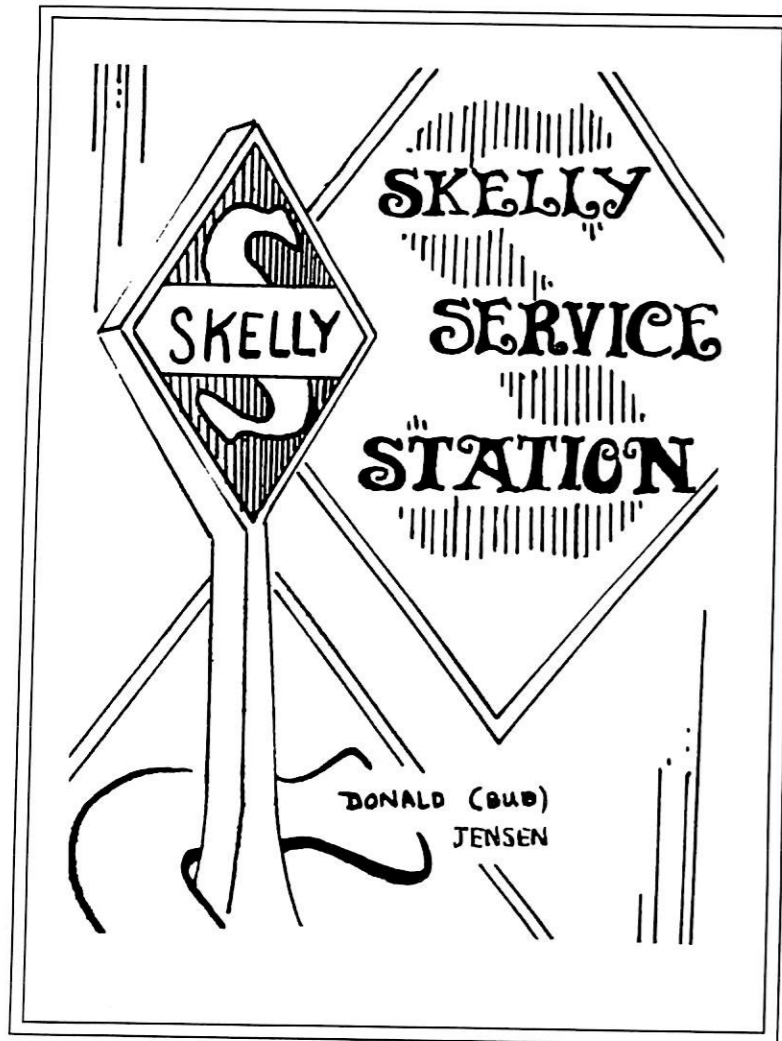 S
SKELLY
SKELLY
SERVICE
STATION
DONALD (BUD)
JENSEN